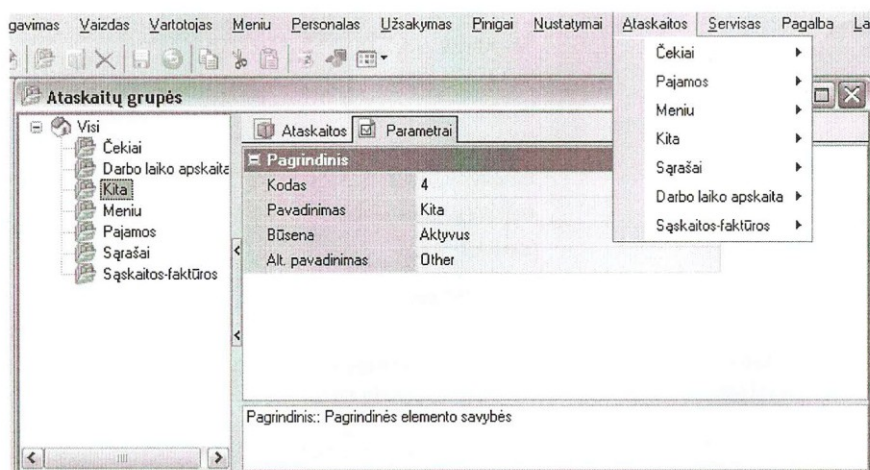 gavimas Vaizdas Vartotojas Meniu Personalas Užsakymas Pinigai Nustatymai Ataskaitos Servisas Pagalba La
Ataskaitų grupės
Visi
Čekiai
Darbo laiko apskaita
Kita
Meniu
Pajamos
Sąrašai
Sąskaitos-faktūros
Ataskaitos Parametrai
Pagrindinis
Kodas 4
Pavadinimas Kita
Būsena Aktyvus
Alt. pavadinimas Other
Pagrindinis:: Pagrindinės elemento savybės
Čekiai
Pajamos
Meniu
Kita
Sąrašai
Darbo laiko apskaita
Sąskaitos-faktūros